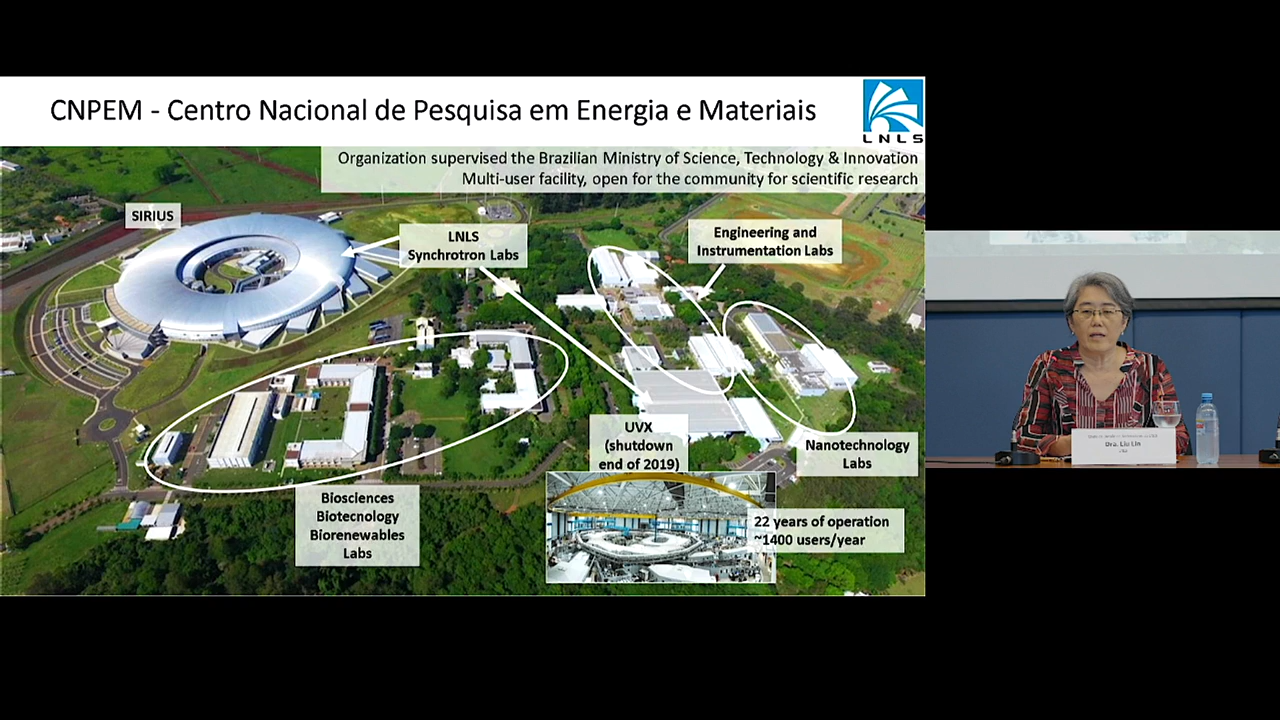 CNPEM - Centro Nacional de Pesquisa em Energia e Materiais
LNLS
Organization supervised the Brazilian Ministry of Science, Technology & Innovation
Multi-user facility, open for the community for scientific research
SIRIUS
LNLS
Synchrotron Labs
Engineering and
Instrumentation Labs
UVX
(shutdown
end of 2019)
Nanotechnology
Labs
Biosciences
Biotecnology
Biorenewables
Labs
22 years of operation
~1400 users/year
Dra. Liu Lin